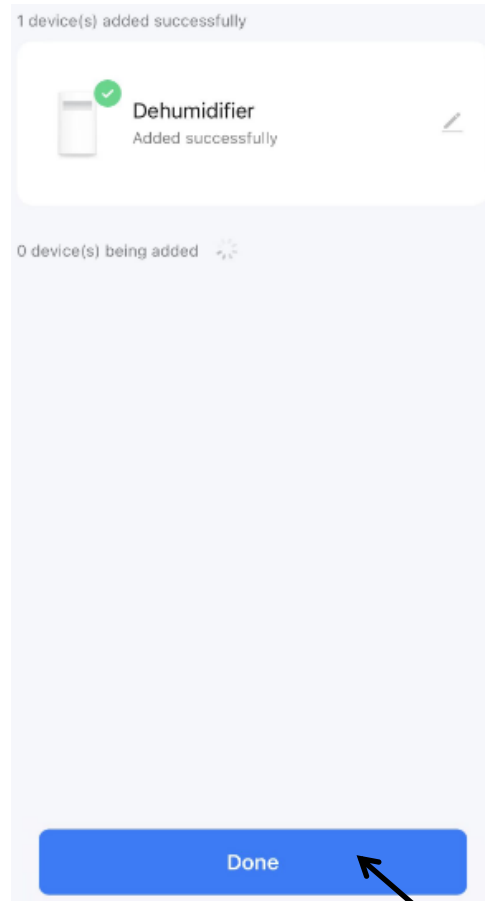 1 device(s) added successfully
Dehumidifier
Added successfully
0 device(s) being added
Done